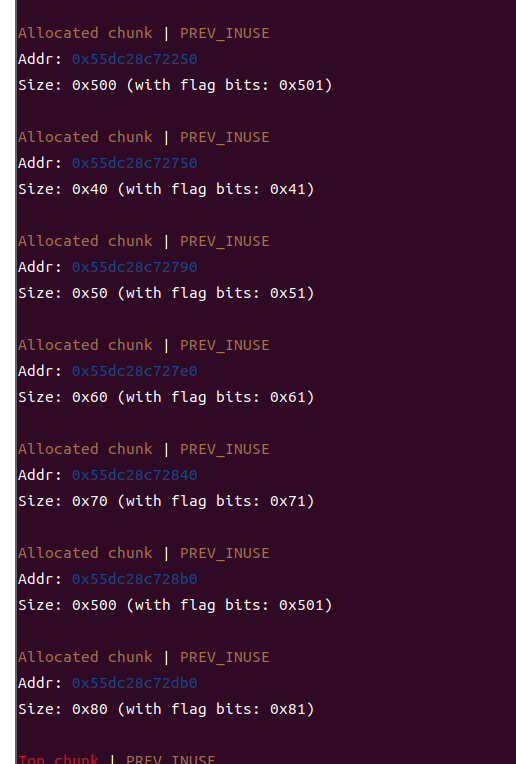 Allocated chunk | PREV_INUSE
Addr: 0x55dc28c72250
Size: 0x500 (with flag bits: 0x501)
Allocated chunk | PREV_INUSE
Addr: 0x55dc28c72750
Size: 0x40 (with flag bits: 0x41)
Allocated chunk | PREV_INUSE
Addr: 0x55dc28c72790
Size: 0x50 (with flag bits: 0x51)
Allocated chunk | PREV_INUSE
Addr: 0x55dc28c727e0
Size: 0x60 (with flag bits: 0x61)
Allocated chunk | PREV_INUSE
Addr: 0x55dc28c72840
Size: 0x70 (with flag bits: 0x71)
Allocated chunk | PREV_INUSE
Addr: 0x55dc28c728b0
Size: 0x500 (with flag bits: 0x501)
Allocated chunk | PREV_INUSE
Addr: 0x55dc28c72db0
Size: 0x80 (with flag bits: 0x81)
Top chunk | PREV_INUSE